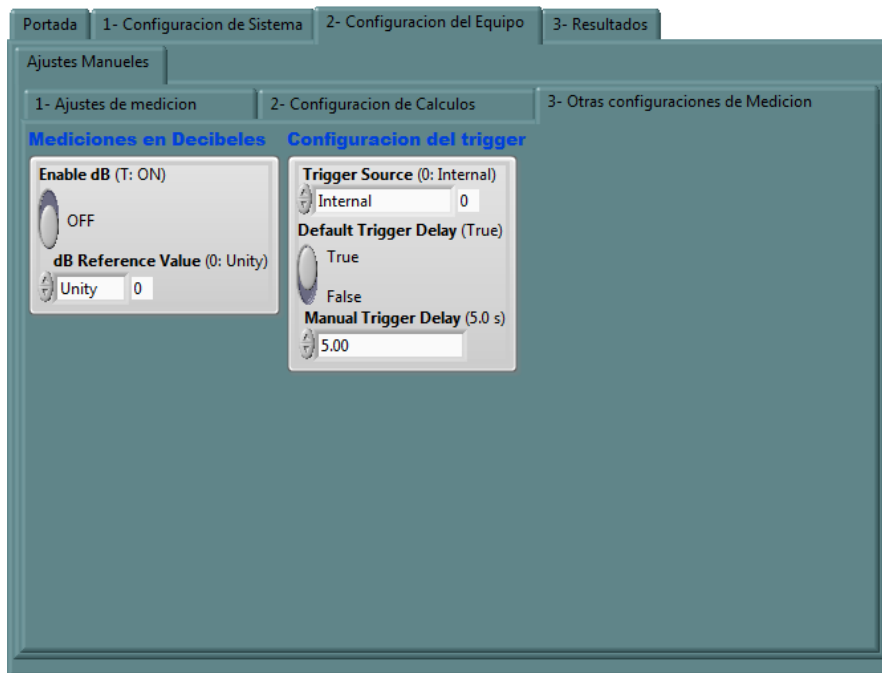 Portada 1- Configuracion de Sistema 2- Configuracion del Equipo 3- Resultados
Ajustes Manueles
1- Ajustes de medicion 2- Configuracion de Calculos 3- Otras configuraciones de Medicion
Mediciones en Decibeles
Enable dB (T: ON)
OFF
dB Reference Value (0: Unity)
Unity 0
Configuracion del trigger
Trigger Source (0: Internal)
Internal 0
Default Trigger Delay (True)
True
False
Manual Trigger Delay (5.0 s)
5.00